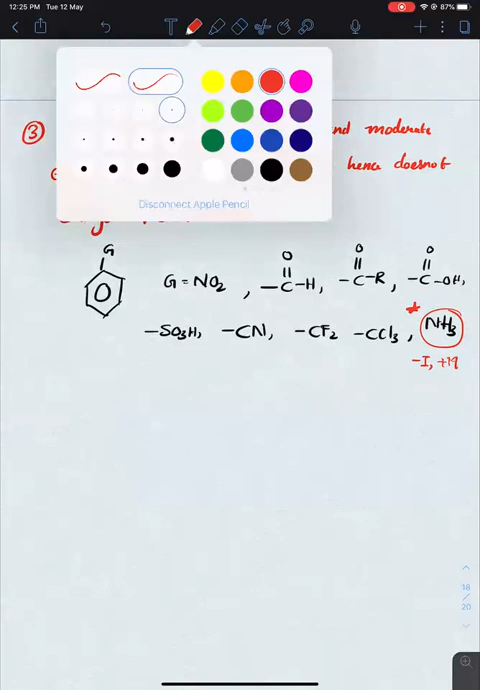 12:25 PM Tue 12 May
87%
T
③ nd moderate
hence doesnot
Disconnect Apple Pencil
G
G = NO2, -C-H, -C-R, -C-OH,
O O O
-SO3H, -CN, -CF2 -CCl3, * NH3
-I, +M
18
/
20